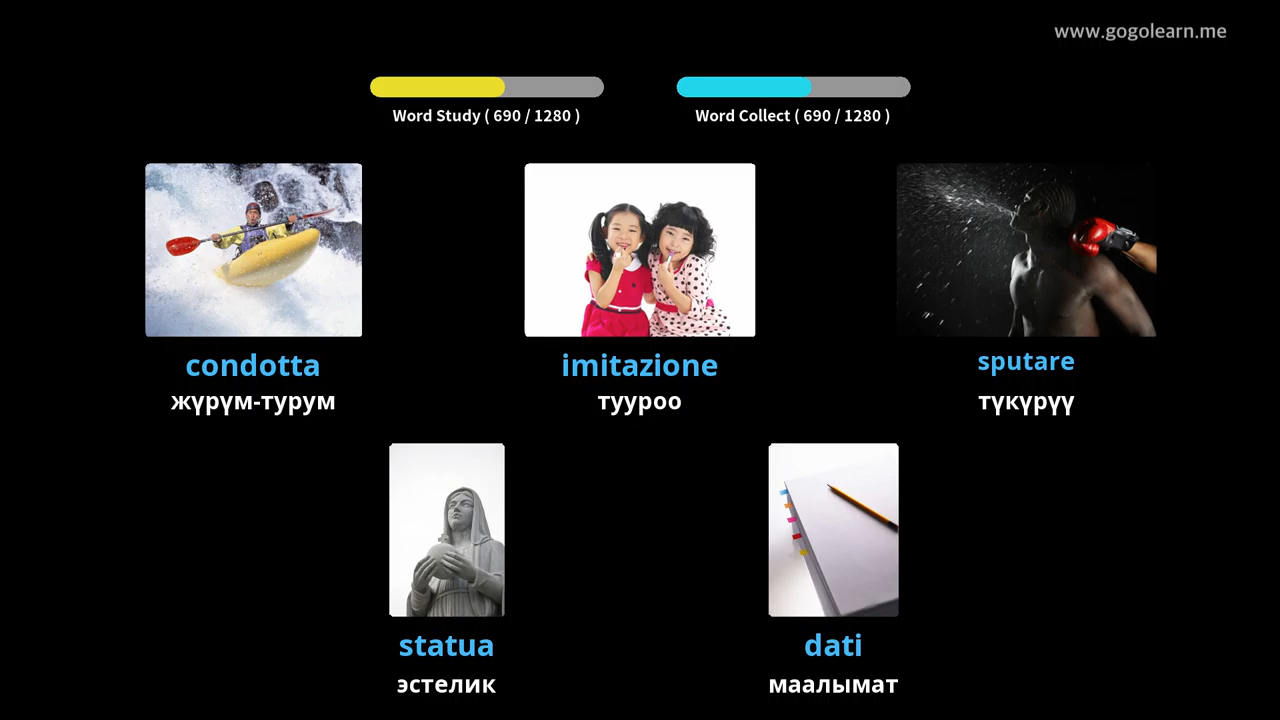 www.gogolearn.me
Word Study ( 690 / 1280 )
Word Collect ( 690 / 1280 )
condotta
жүрүм-турум
imitazione
тууроо
sputare
түкүрүү
statua
эстелик
dati
маалымат